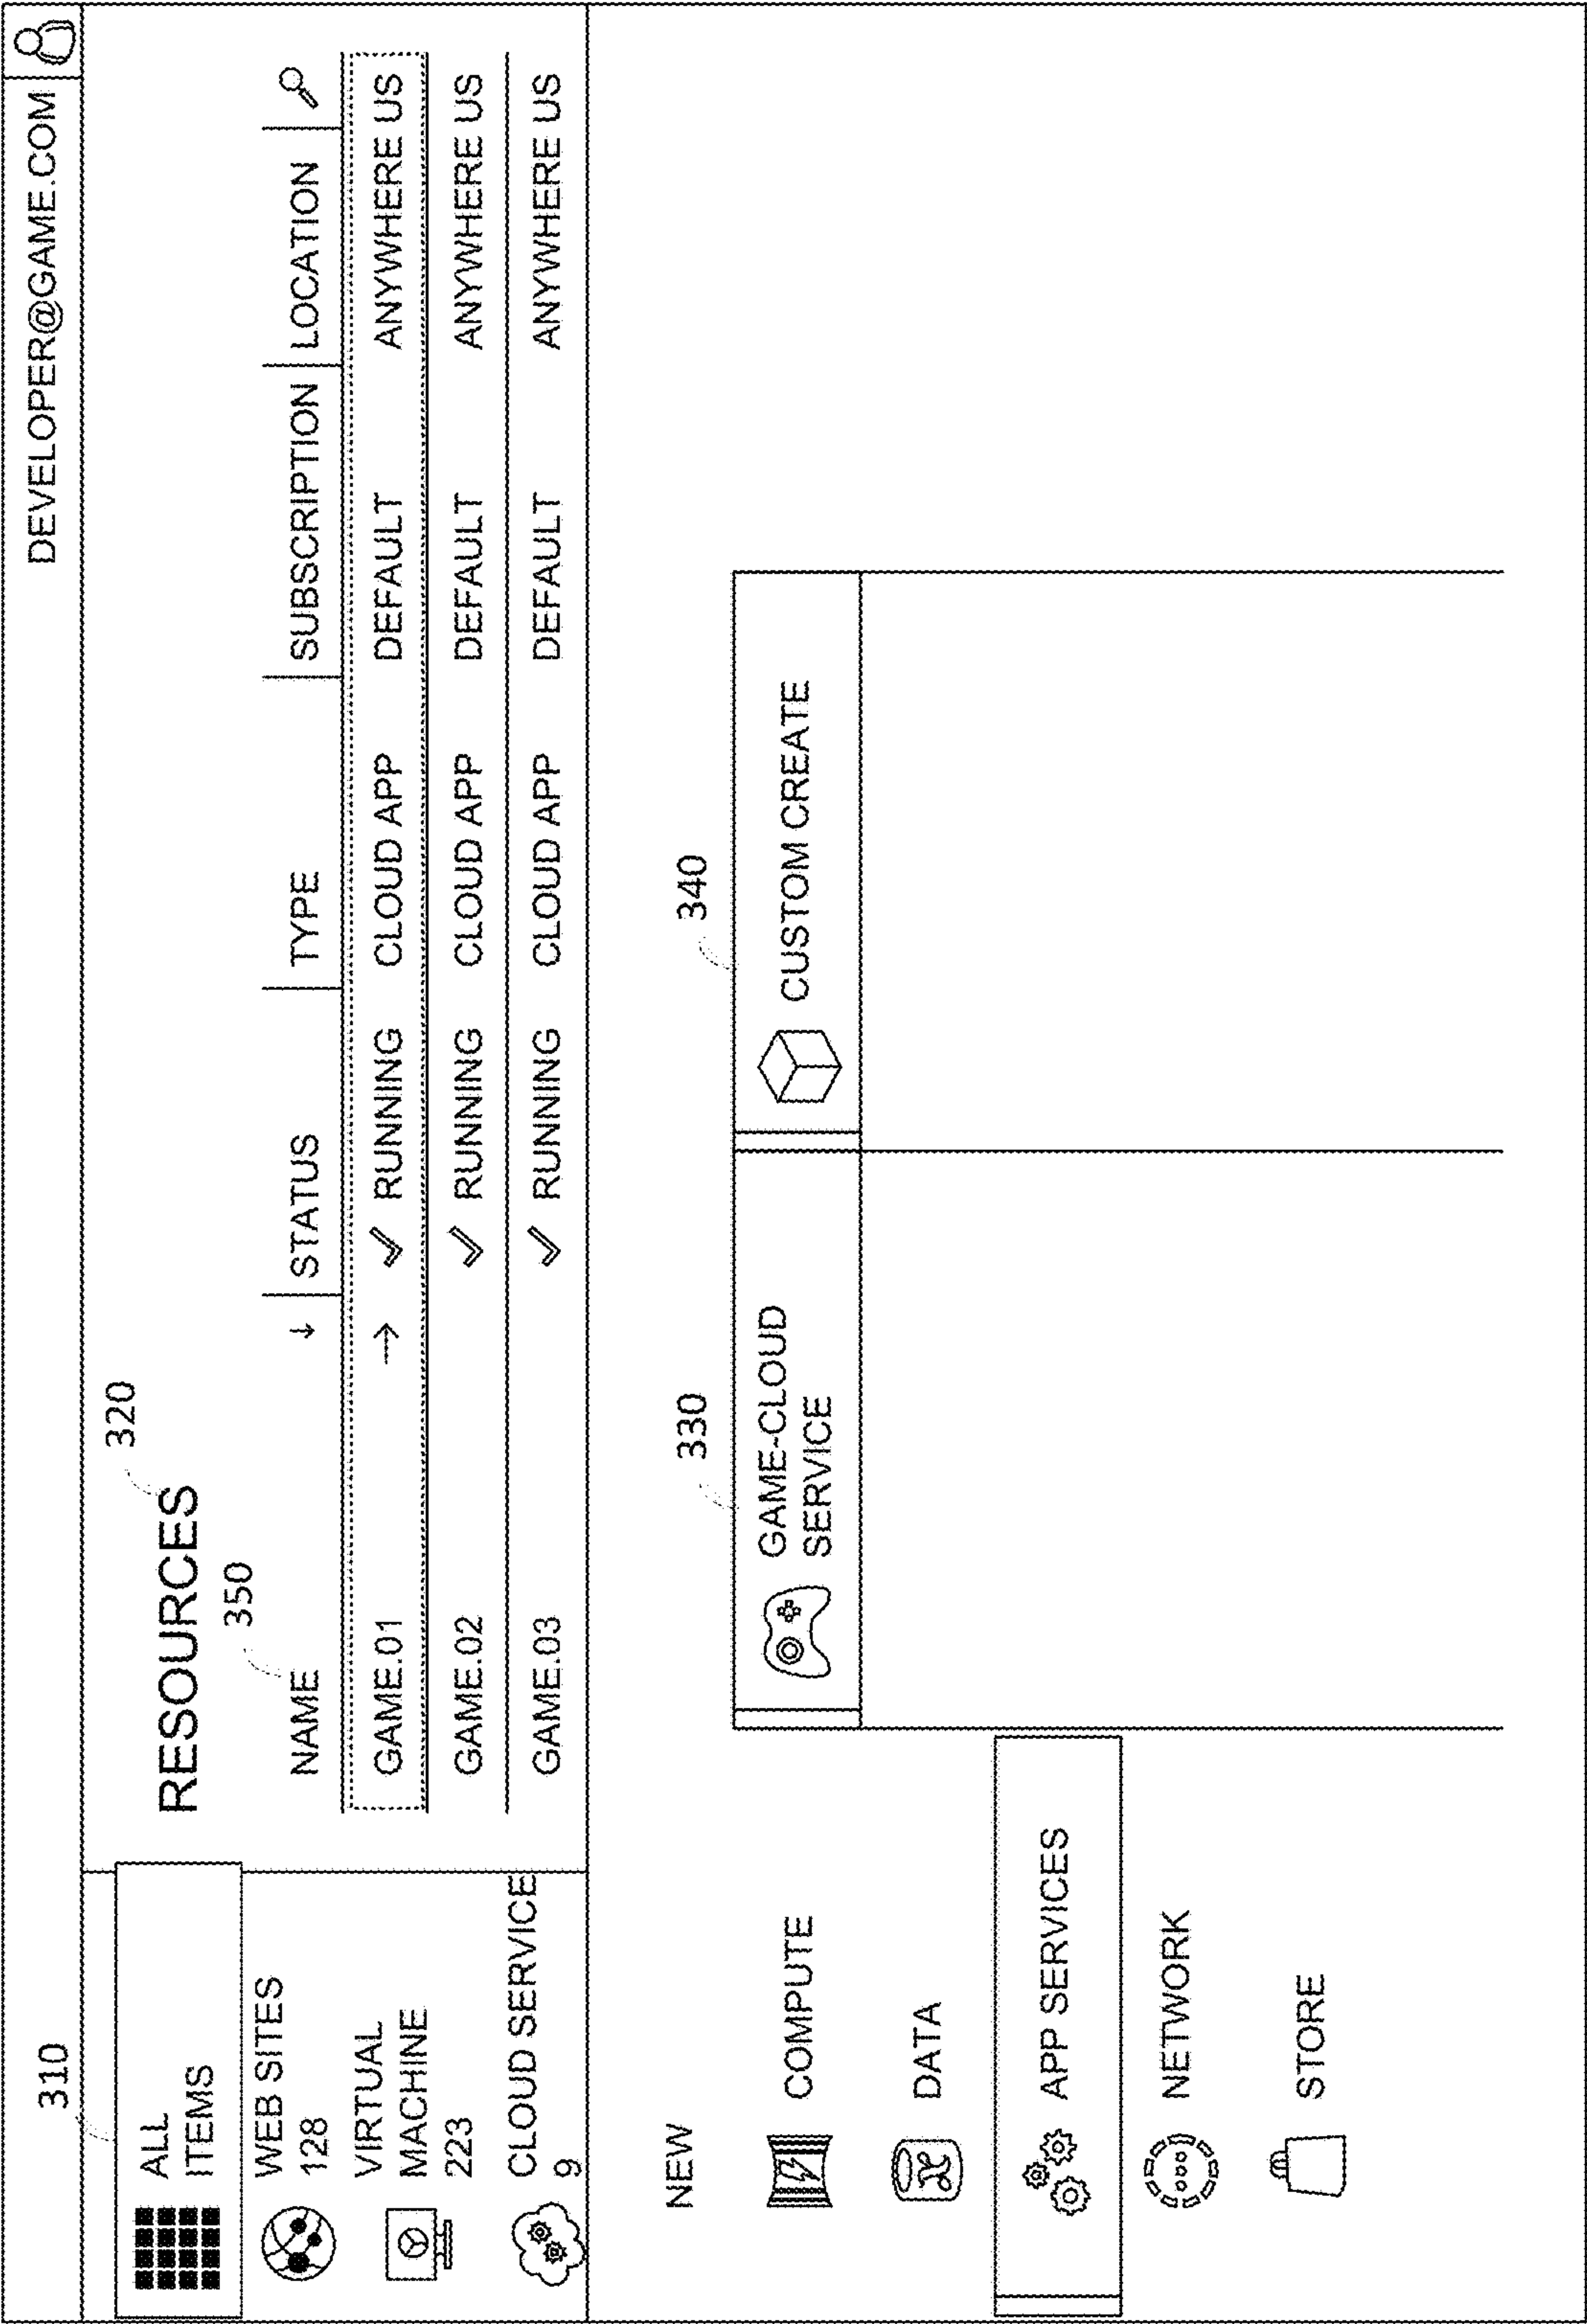 DEVELOPER@GAME.COM
310
ALL
ITEMS
WEB SITES
128
VIRTUAL
MACHINE
223
CLOUD SERVICE
9
RESOURCES
320
350
NAME ↓ STATUS TYPE SUBSCRIPTION LOCATION
GAME.01 → ✓ RUNNING CLOUD APP DEFAULT ANYWHERE US
GAME.02 ✓ RUNNING CLOUD APP DEFAULT ANYWHERE US
GAME.03 ✓ RUNNING CLOUD APP DEFAULT ANYWHERE US
NEW
COMPUTE
DATA
APP SERVICES
NETWORK
STORE
330
GAME-CLOUD
SERVICE
340
CUSTOM CREATE